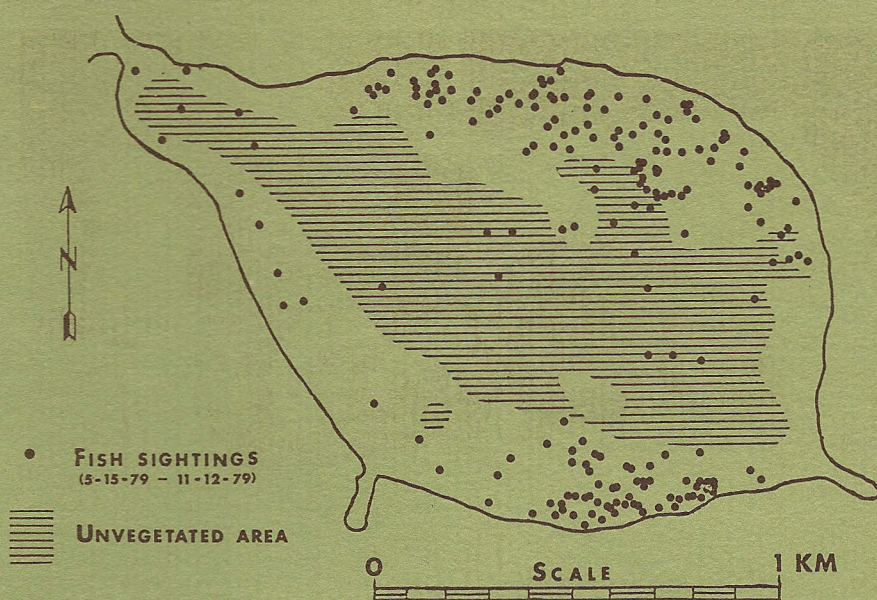 N
FISH SIGHTINGS
(5-15-79 – 11-12-79)
UNVEGETATED AREA
0 SCALE 1 KM